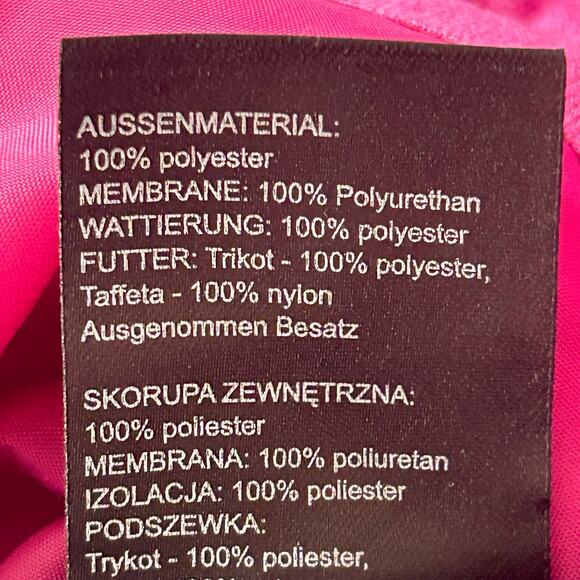 AUSSENMATERIAL:
100% polyester
MEMBRANE: 100% Polyurethan
WATTIERUNG: 100% polyester
FUTTER: Trikot - 100% polyester,
Taffeta - 100% nylon
Ausgenommen Besatz
SKORUPA ZEWNĘTRZNA:
100% poliester
MEMBRANA: 100% poliuretan
IZOLACJA: 100% poliester
PODSZEWKA:
Trykot - 100% poliester,